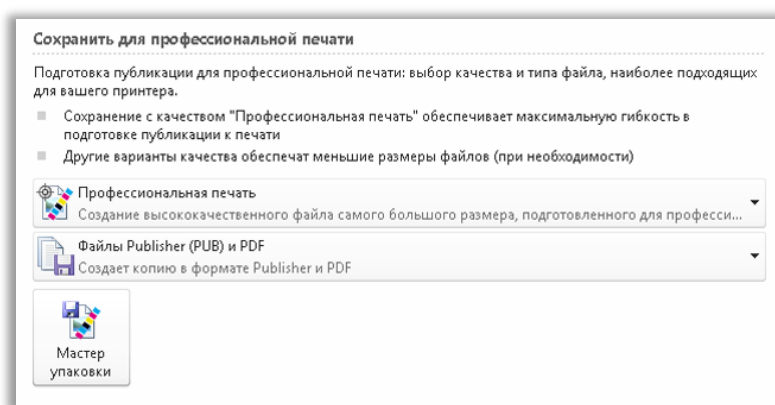 Сохранить для профессиональной печати
Подготовка публикации для профессиональной печати: выбор качества и типа файла, наиболее подходящих
для вашего принтера.
Сохранение с качеством "Профессиональная печать" обеспечивает максимальную гибкость в
подготовке публикации к печати
Другие варианты качества обеспечат меньшие размеры файлов (при необходимости)
Профессиональная печать
Создание высококачественного файла самого большого размера, подготовленного для професси...
Файлы Publisher (PUB) и PDF
Создает копию в формате Publisher и PDF
Мастер
упаковки